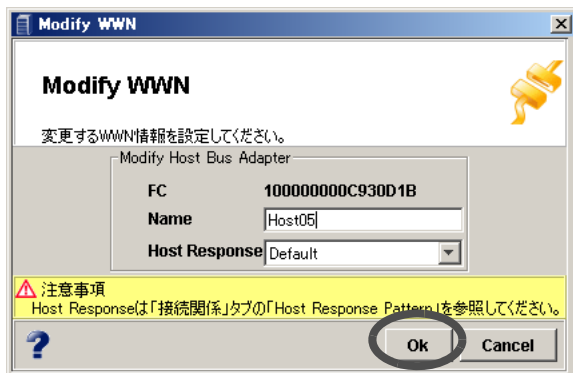 Modify WWN
Modify WWN
変更するWWN情報を設定してください。
Modify Host Bus Adapter
FC 100000000C930D1B
Name Host05
Host Response Default
注意事項
Host Responseは「接続関係」タブの「Host Response Pattern」を参照してください。
? Ok Cancel